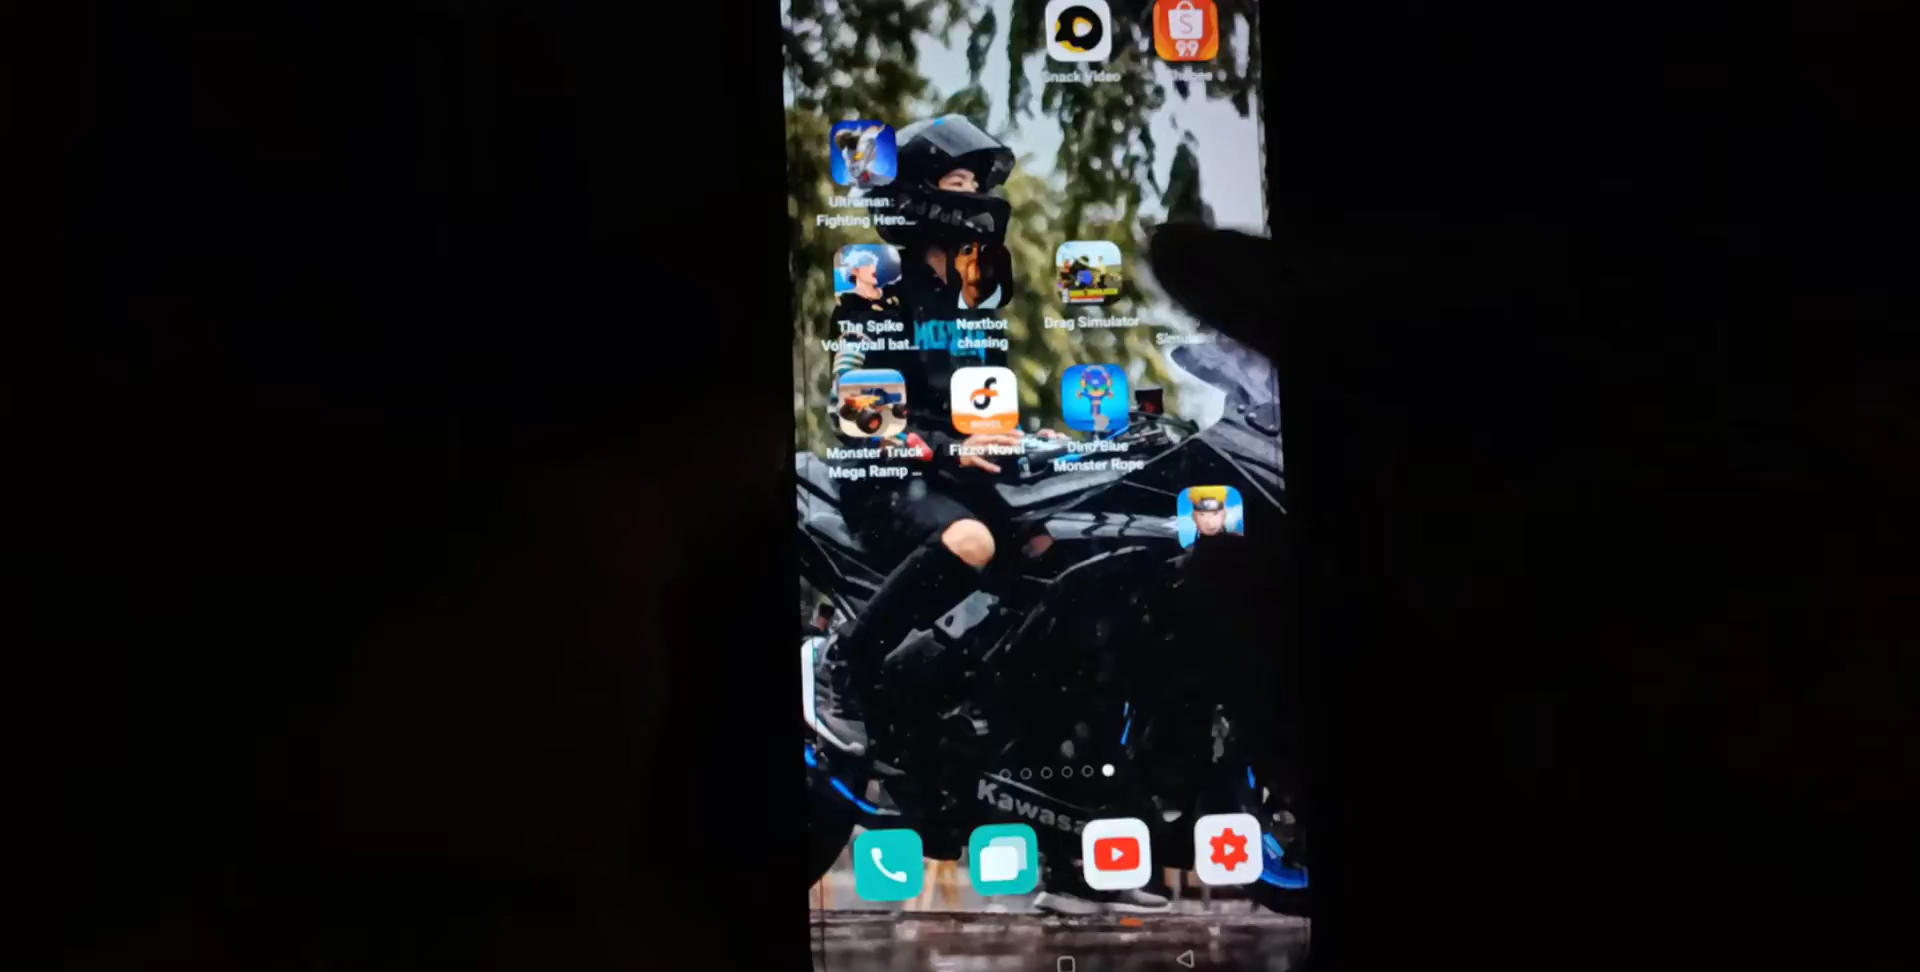 Snack Video
99
Ultraman:
Fighting Hero...
The Spike
Volleyball bat...
Nextbot
chasing
Drag Simulator
Monster Truck
Mega Ramp ...
Fizzo Novel
Dino Blue
Monster Rope
Kawasa